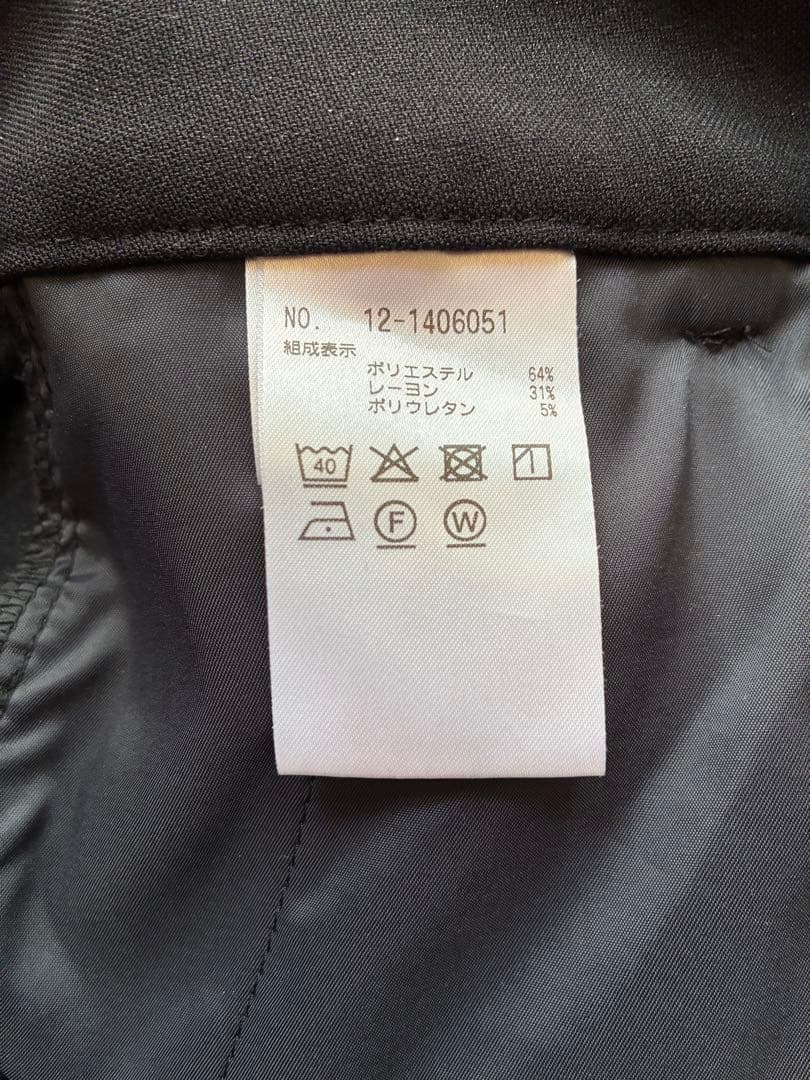 NO. 12-1406051
組成表示
ポリエステル 64%
レーヨン 31%
ポリウレタン 5%
40
F W